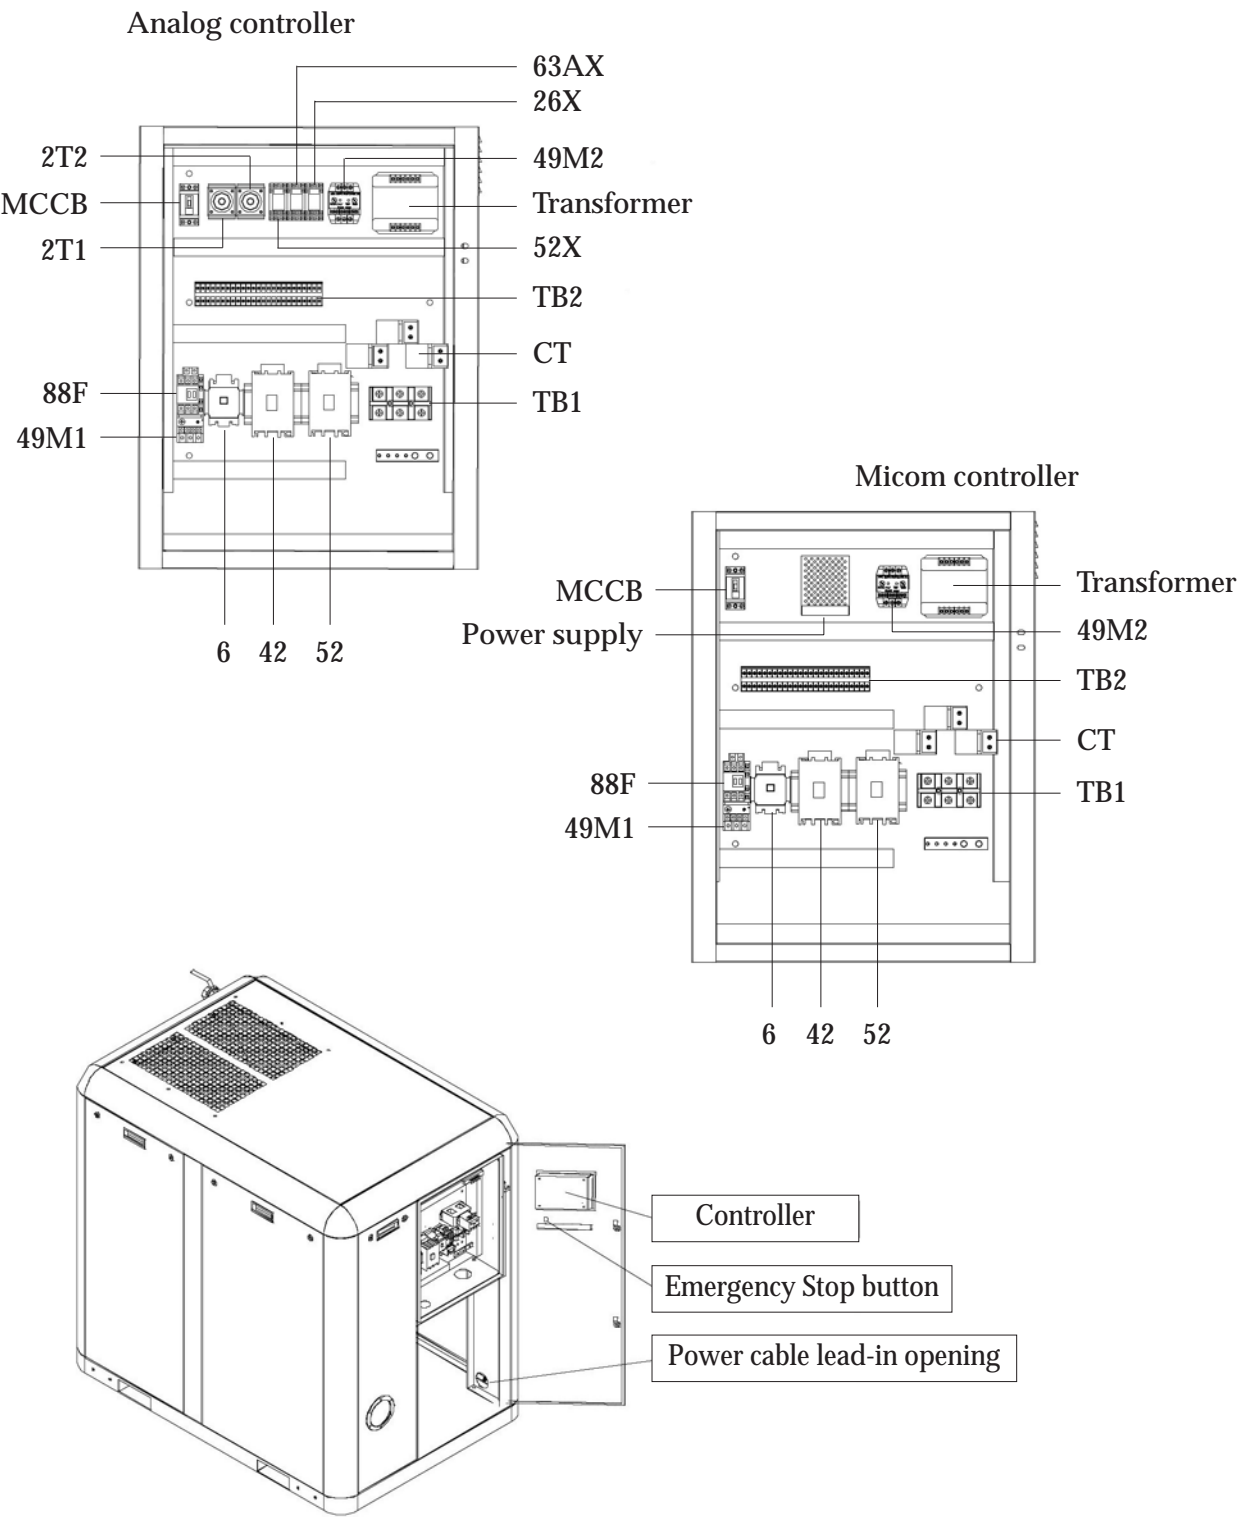 Analog controller
63AX
26X
2T2
49M2
MCCB
Transformer
2T1
52X
TB2
CT
88F
TB1
49M1
6 42 52
Micom controller
MCCB
Transformer
Power supply
49M2
TB2
CT
88F
TB1
49M1
6 42 52
Controller
Emergency Stop button
Power cable lead-in opening